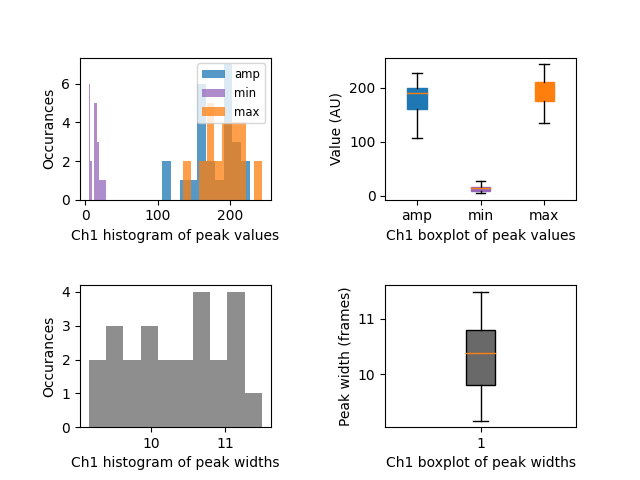 Occurances
6
4
2
0
0 100 200
amp
min
max
Ch1 histogram of peak values
Value (AU)
200
100
0
amp min max
Ch1 boxplot of peak values
Occurances
4
3
2
1
0
10 11
Ch1 histogram of peak widths
Peak width (frames)
11
10
1
Ch1 boxplot of peak widths